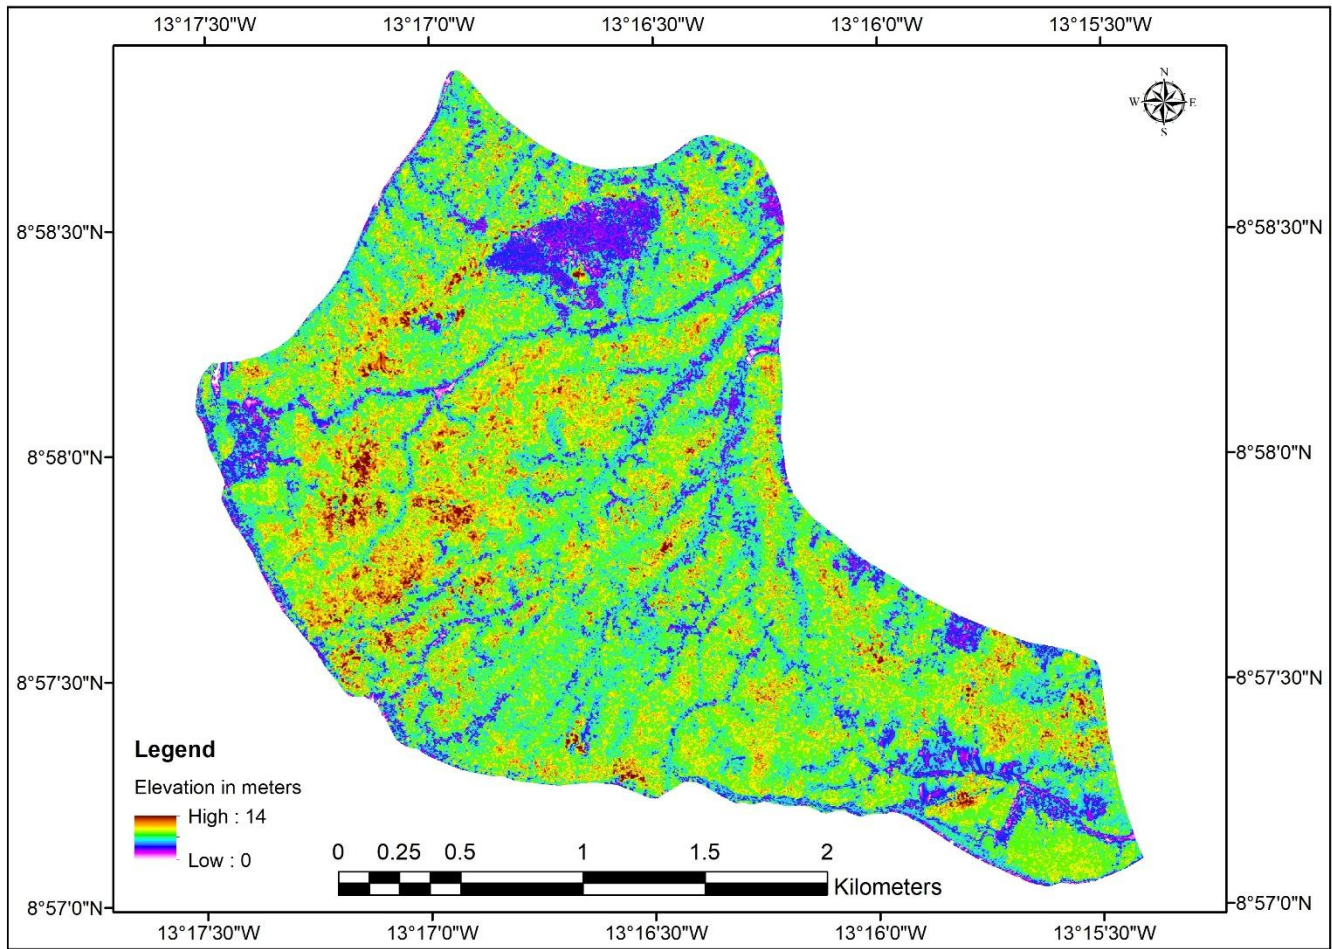 13°17'30"W 13°17'0"W 13°16'30"W 13°16'0"W 13°15'30"W
N
W E
S
8°58'30"N 8°58'30"N
8°58'0"N 8°58'0"N
8°57'30"N 8°57'30"N
Legend
Elevation in meters
High : 14
Low : 0
0 0.25 0.5 1 1.5 2
Kilometers
8°57'0"N 8°57'0"N
13°17'30"W 13°17'0"W 13°16'30"W 13°16'0"W 13°15'30"W